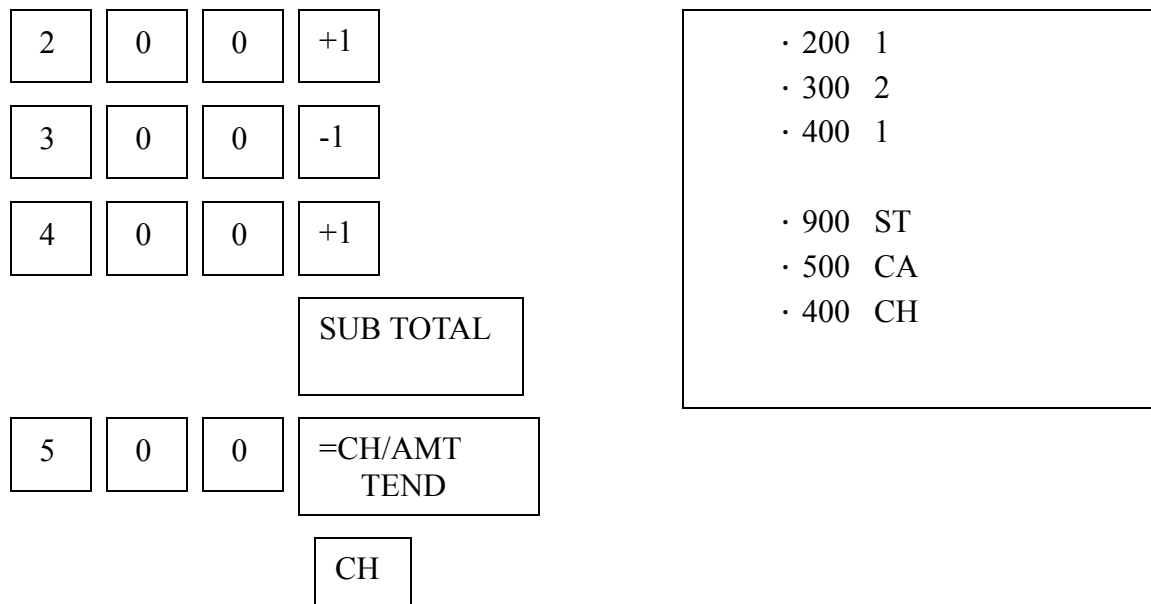 2 0 0 +1
3 0 0 -1
4 0 0 +1
SUB TOTAL
5 0 0 =CH/AMT
TEND
CH
· 200 1
· 300 2
· 400 1
· 900 ST
· 500 CA
· 400 CH